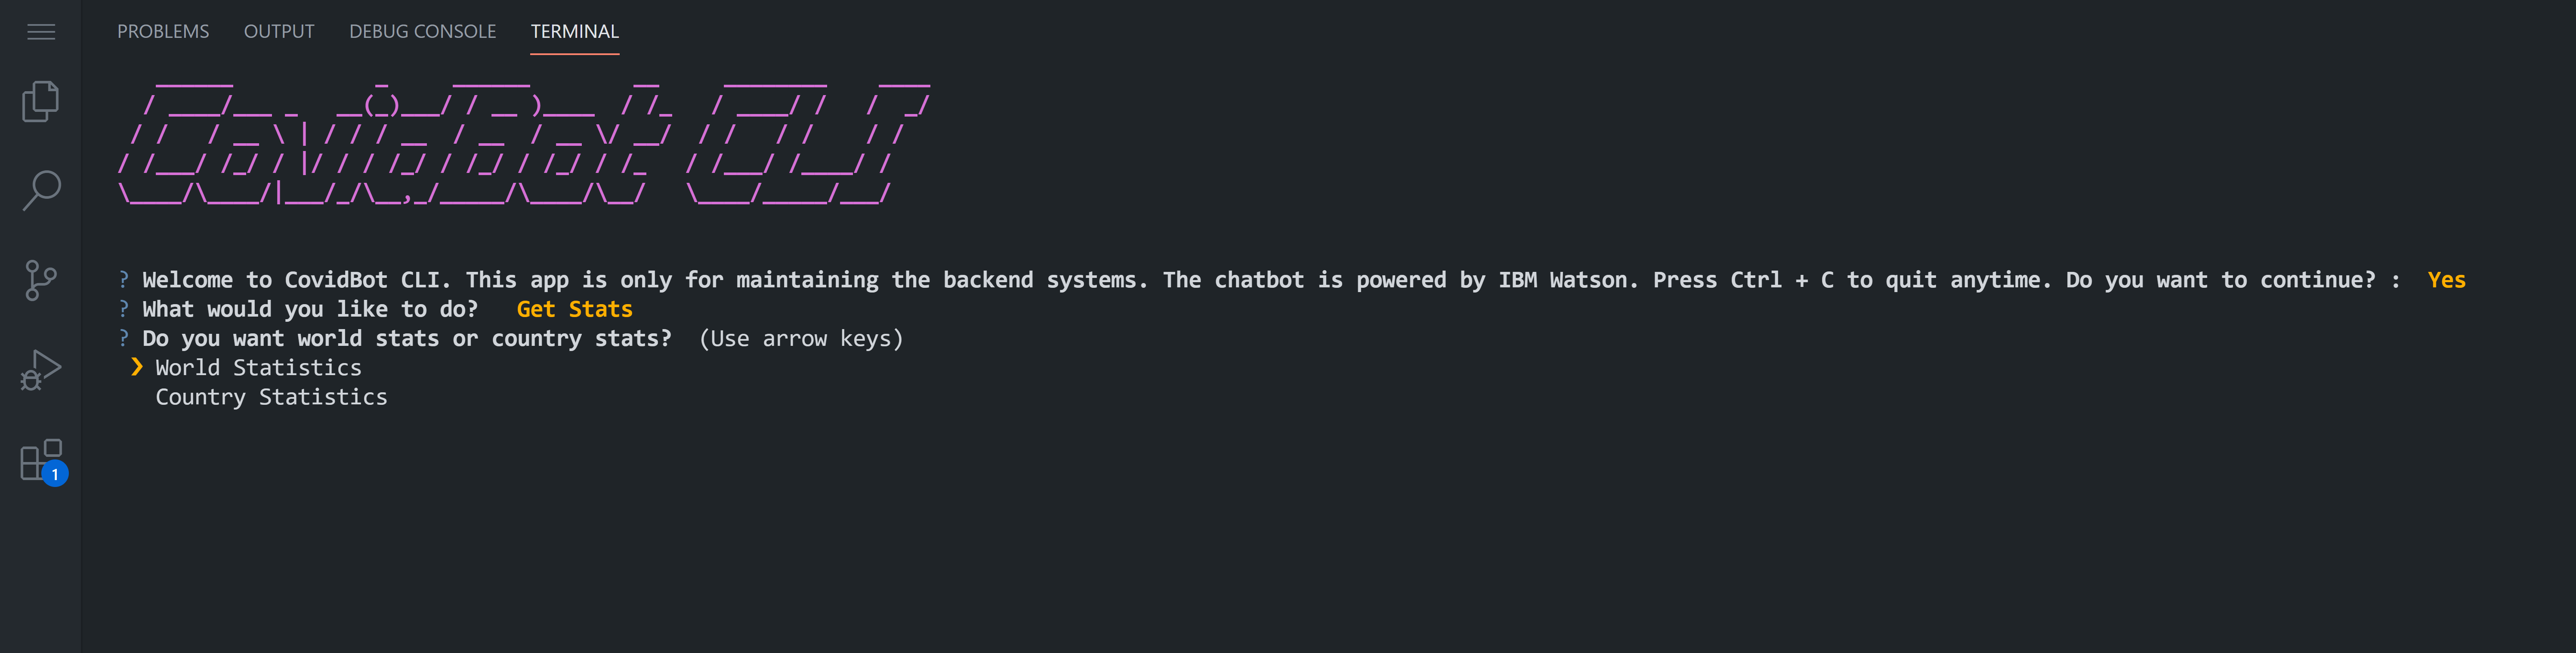 PROBLEMS OUTPUT DEBUG CONSOLE TERMINAL
CovidBot CLI
? Welcome to CovidBot CLI. This app is only for maintaining the backend systems. The chatbot is powered by IBM Watson. Press Ctrl + C to quit anytime. Do you want to continue? : Yes
? What would you like to do? Get Stats
? Do you want world stats or country stats? (Use arrow keys)
❯ World Statistics
Country Statistics
1